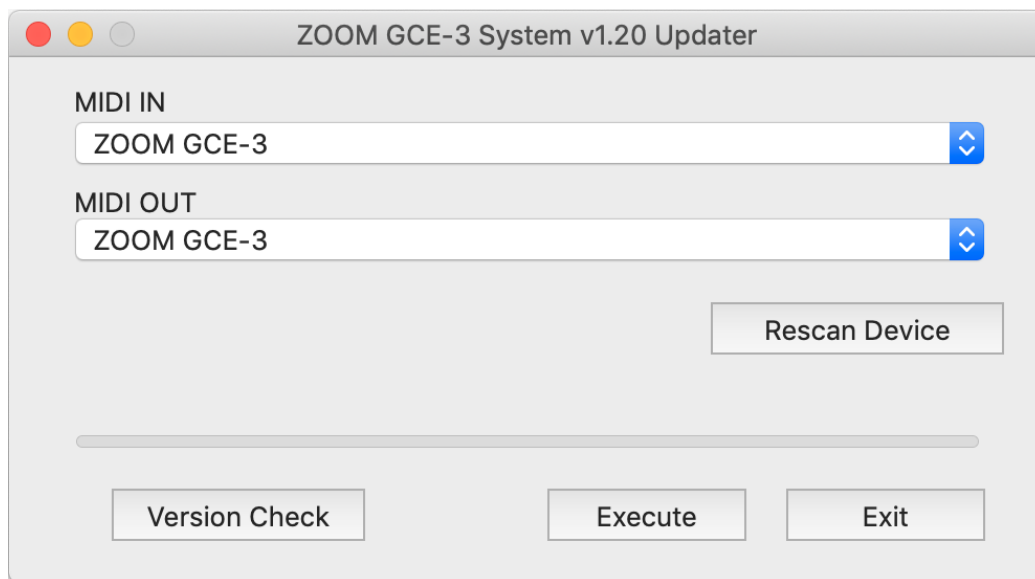 ZOOM GCE-3 System v1.20 Updater
MIDI IN
ZOOM GCE-3
MIDI OUT
ZOOM GCE-3
Rescan Device
Version Check Execute Exit